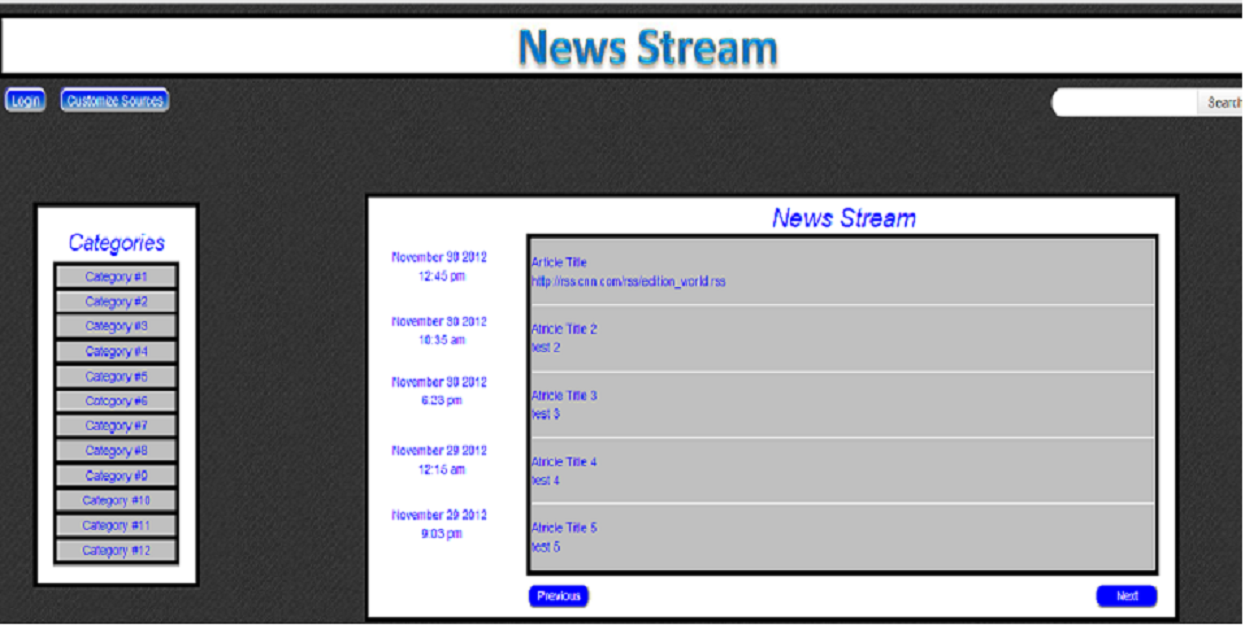 News Stream
Login
Customize Sources
Search
Categories
Category #1
Category #2
Category #3
Category #4
Category #5
Category #6
Category #7
Category #8
Category #9
Category #10
Category #11
Category #12
News Stream
November 30 2012
12:45 pm
Article Title
http://rss.cnn.com/rss/edition_world.rss
November 30 2012
10:35 am
Atricle Title 2
test 2
November 30 2012
6:23 pm
Atricle Title 3
test 3
November 29 2012
12:15 am
Atricle Title 4
test 4
November 29 2012
9:03 pm
Atricle Title 5
test 5
Previous
Next